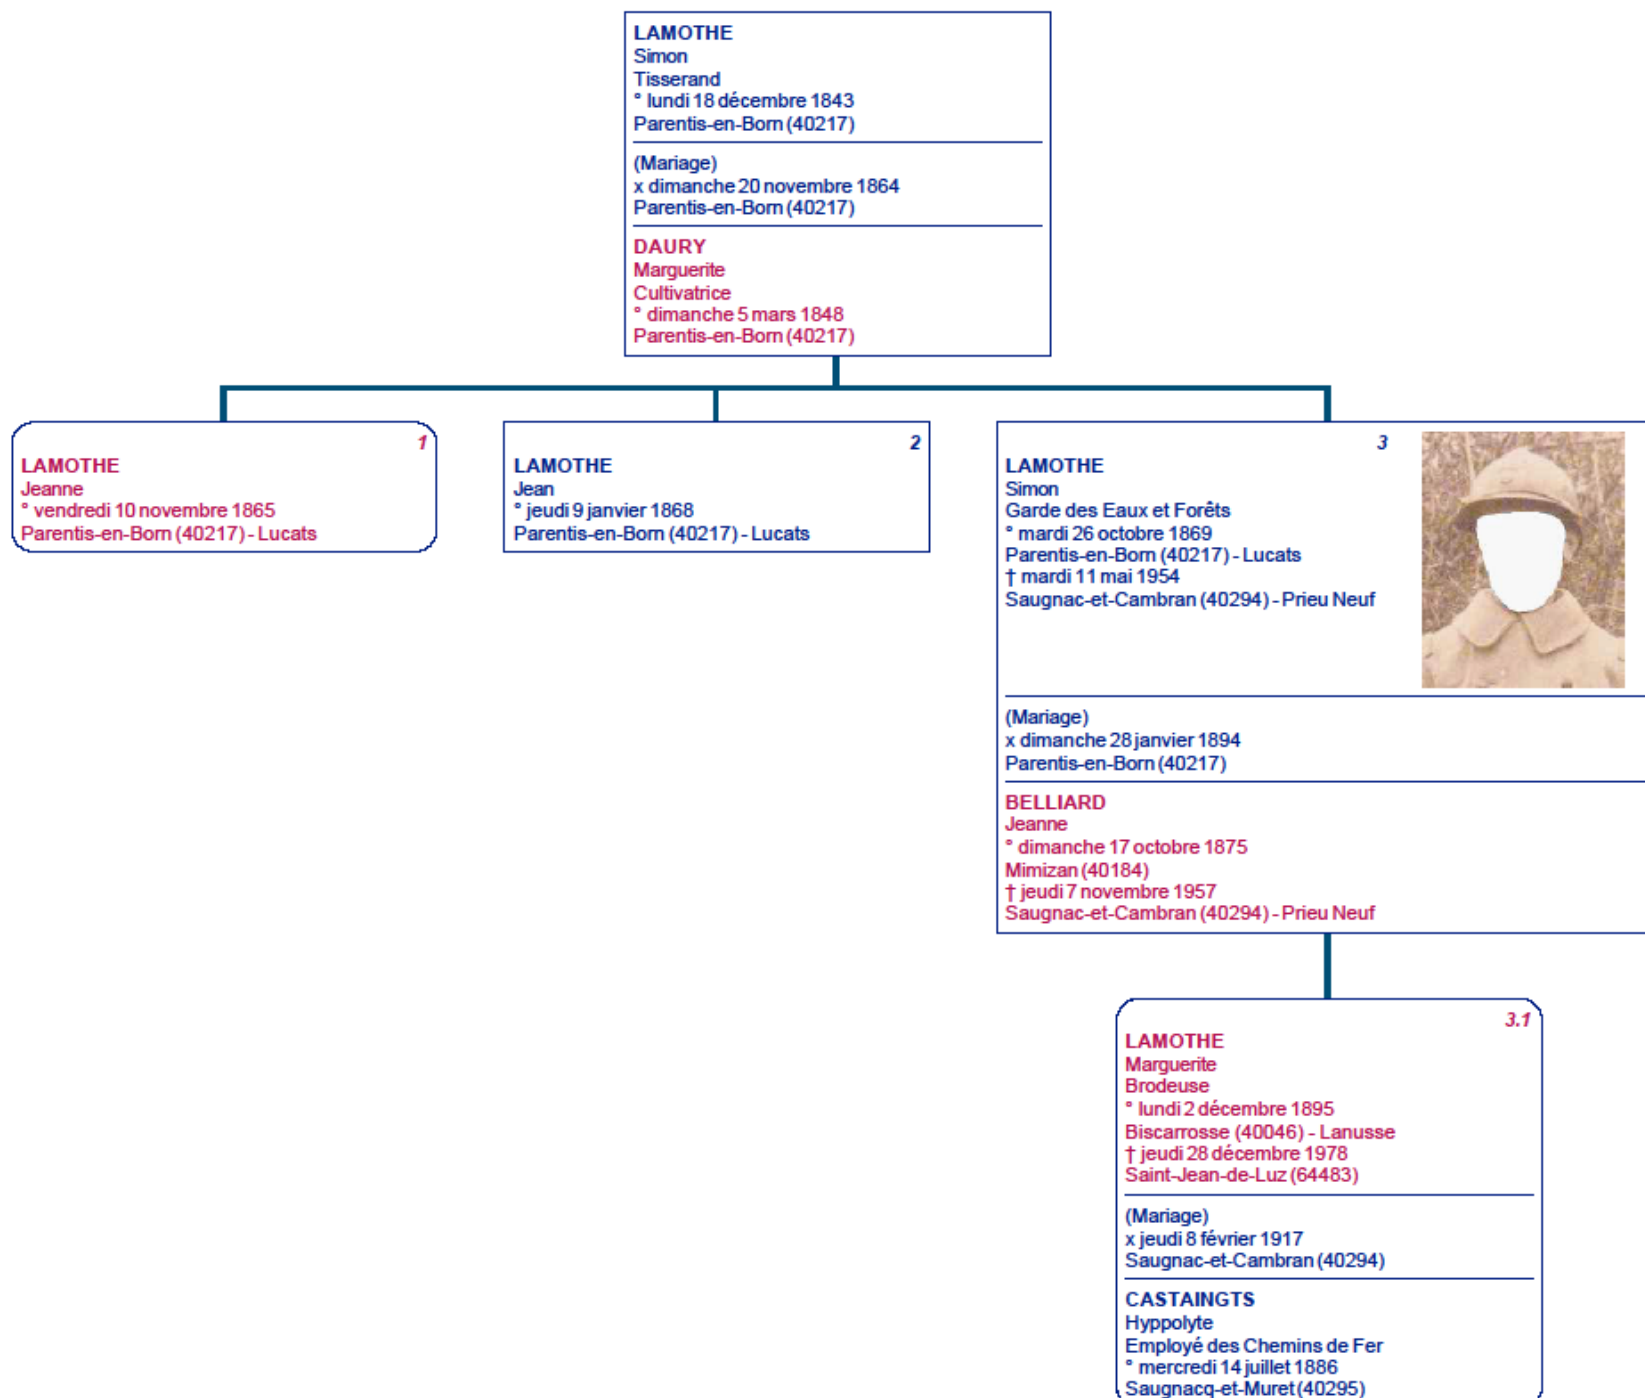 LAMOTHE
Simon
Tisserand
° lundi 18 décembre 1843
Parentis-en-Born (40217)
(Mariage)
x dimanche 20 novembre 1864
Parentis-en-Born (40217)
DAURY
Marguerite
Cultivatrice
° dimanche 5 mars 1848
Parentis-en-Born (40217)
1
LAMOTHE
Jeanne
° vendredi 10 novembre 1865
Parentis-en-Born (40217) - Lucats
2
LAMOTHE
Jean
° jeudi 9 janvier 1868
Parentis-en-Born (40217) - Lucats
3
LAMOTHE
Simon
Garde des Eaux et Forêts
° mardi 26 octobre 1869
Parentis-en-Born (40217) - Lucats
† mardi 11 mai 1954
Saugnac-et-Cambran (40294) - Prieu Neuf
(Mariage)
x dimanche 28 janvier 1894
Parentis-en-Born (40217)
BELLIARD
Jeanne
° dimanche 17 octobre 1875
Mimizan (40184)
† jeudi 7 novembre 1957
Saugnac-et-Cambran (40294) - Prieu Neuf
3.1
LAMOTHE
Marguerite
Brodeuse
° lundi 2 décembre 1895
Biscarrosse (40046) - Lanusse
† jeudi 28 décembre 1978
Saint-Jean-de-Luz (64483)
(Mariage)
x jeudi 8 février 1917
Saugnac-et-Cambran (40294)
CASTAINGTS
Hyppolyte
Employé des Chemins de Fer
° mercredi 14 juillet 1886
Saugnacq-et-Muret (40295)